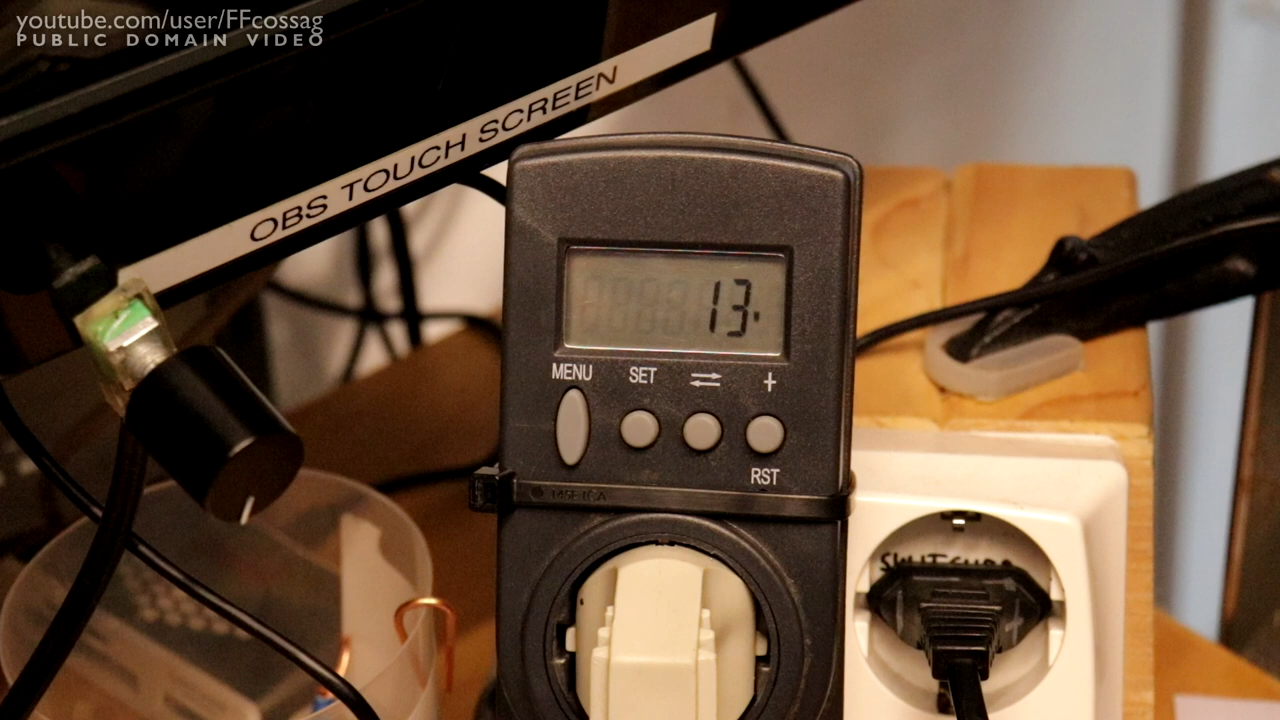 youtube.com/user/FFcossag
PUBLIC DOMAIN VIDEO
OBS TOUCH SCREEN
13.
MENU SET +
RST